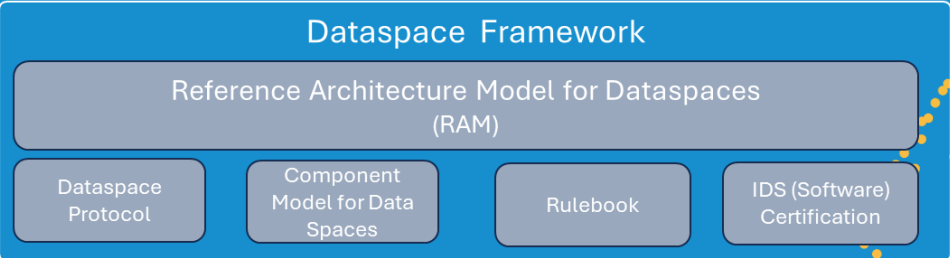 Dataspace Framework
Reference Architecture Model for Dataspaces
(RAM)
Dataspace
Protocol
Component
Model for Data
Spaces
Rulebook
IDS (Software)
Certification